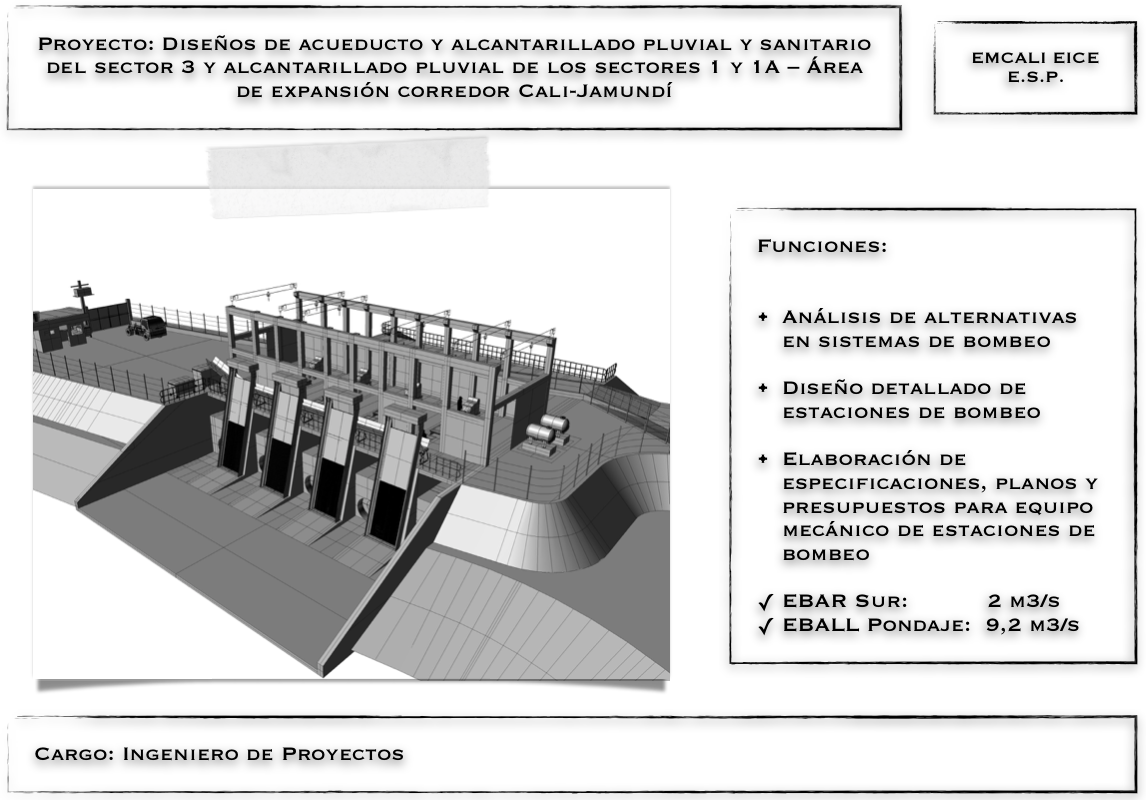 Proyecto: Diseños de acueducto y alcantarillado pluvial y sanitario
del sector 3 y alcantarillado pluvial de los sectores 1 y 1A – Área
de expansión corredor Cali-Jamundí
EMCALI EICE
E.S.P.
Funciones:
+ Análisis de alternativas
en sistemas de bombeo
+ Diseño detallado de
estaciones de bombeo
+ Elaboración de
especificaciones, planos y
presupuestos para equipo
mecánico de estaciones de
bombeo
✓ EBAR Sur: 2 m3/s
✓ EBALL Pondaje: 9,2 m3/s
Cargo: Ingeniero de Proyectos